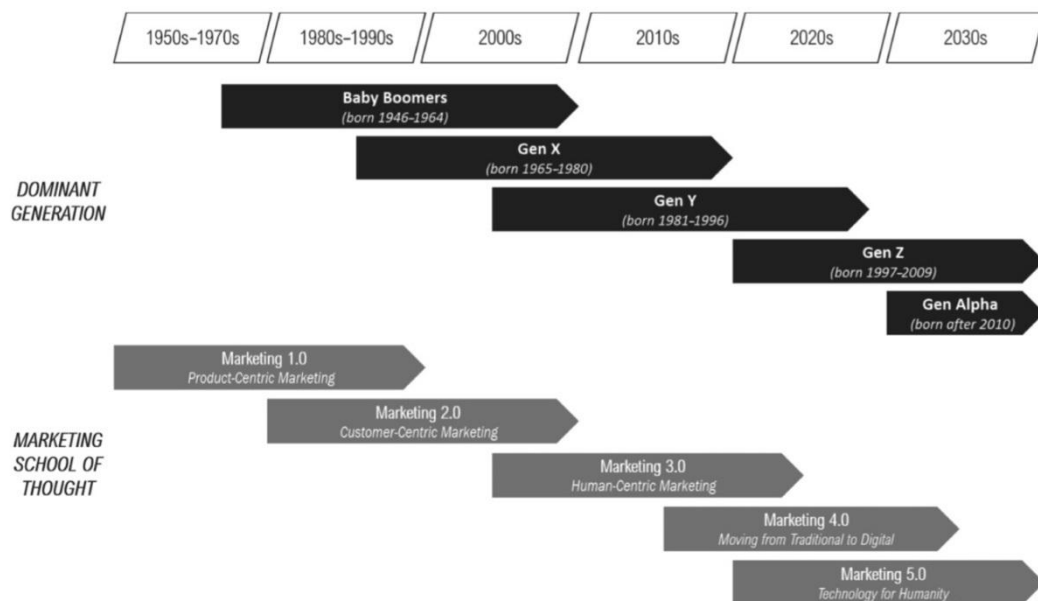 1950s–1970s
1980s–1990s
2000s
2010s
2020s
2030s
Baby Boomers
(born 1946–1964)
Gen X
(born 1965–1980)
DOMINANT
GENERATION
Gen Y
(born 1981–1996)
Gen Z
(born 1997–2009)
Gen Alpha
(born after 2010)
Marketing 1.0
Product-Centric Marketing
Marketing 2.0
Customer-Centric Marketing
MARKETING
SCHOOL OF
THOUGHT
Marketing 3.0
Human-Centric Marketing
Marketing 4.0
Moving from Traditional to Digital
Marketing 5.0
Technology for Humanity